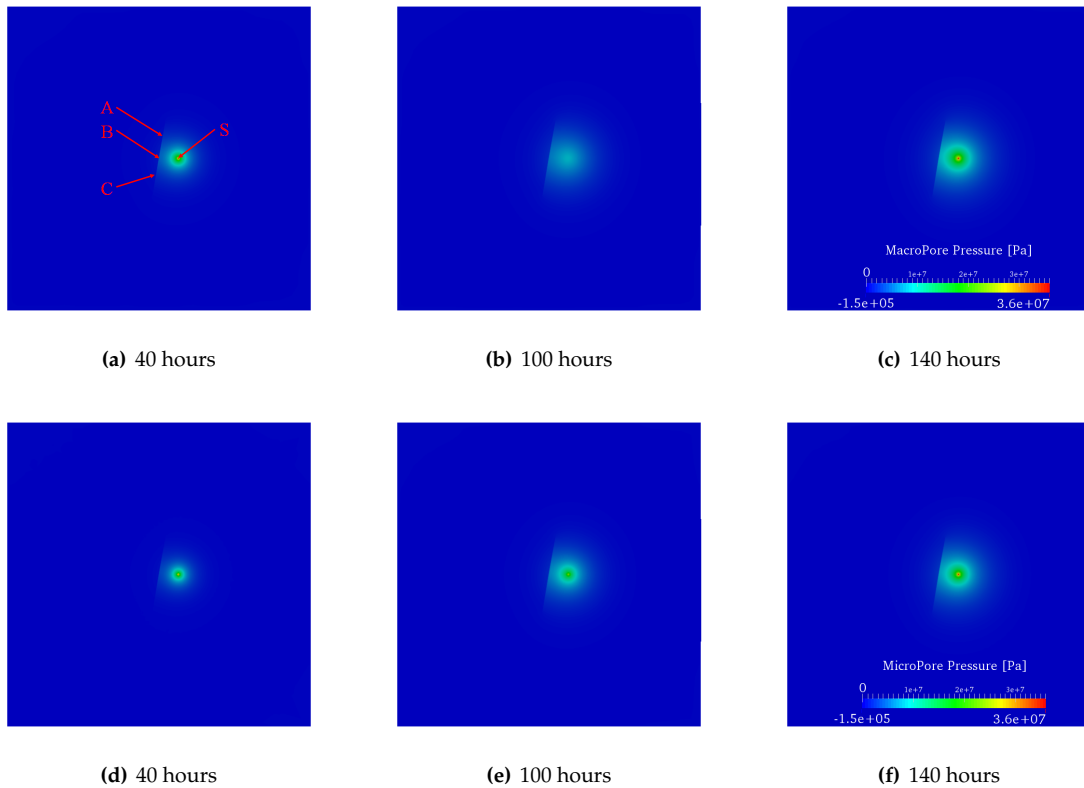 A
B
S
C
MacroPore Pressure [Pa]
0 1e+7 2e+7 3e+7
-1.5e+05 3.6e+07
(a) 40 hours
(b) 100 hours
(c) 140 hours
MicroPore Pressure [Pa]
0 1e+7 2e+7 3e+7
-1.5e+05 3.6e+07
(d) 40 hours
(e) 100 hours
(f) 140 hours